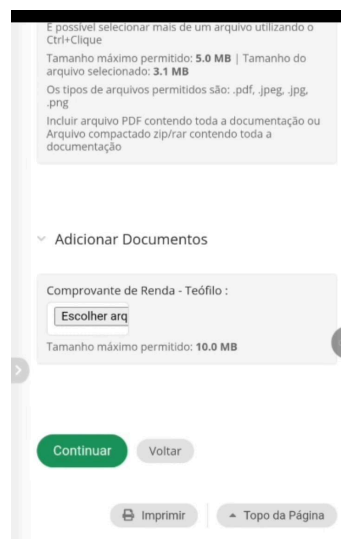 É possível selecionar mais de um arquivo utilizando o
Ctrl+Clique
Tamanho máximo permitido: 5.0 MB | Tamanho do
arquivo selecionado: 3.1 MB
Os tipos de arquivos permitidos são: .pdf, .jpeg, .jpg,
.png
Incluir arquivo PDF contendo toda a documentação ou
Arquivo compactado zip/rar contendo toda a
documentação
Adicionar Documentos
Comprovante de Renda - Teófilo :
Escolher arq
Tamanho máximo permitido: 10.0 MB
Continuar
Voltar
Imprimir
Topo da Página